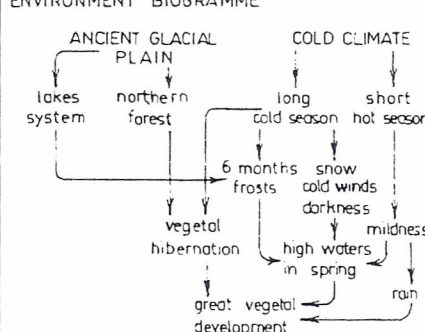 ENVIRONMENT BIOGRAMME
ANCIENT GLACIAL
PLAIN
COLD CLIMATE
lakes
system
northern
forest
long
cold season
short
hot season
6 months
frosts
snow
cold winds
darkness
vegetal
hibernation
mildness
high waters
in spring
rain
great vegetal
development